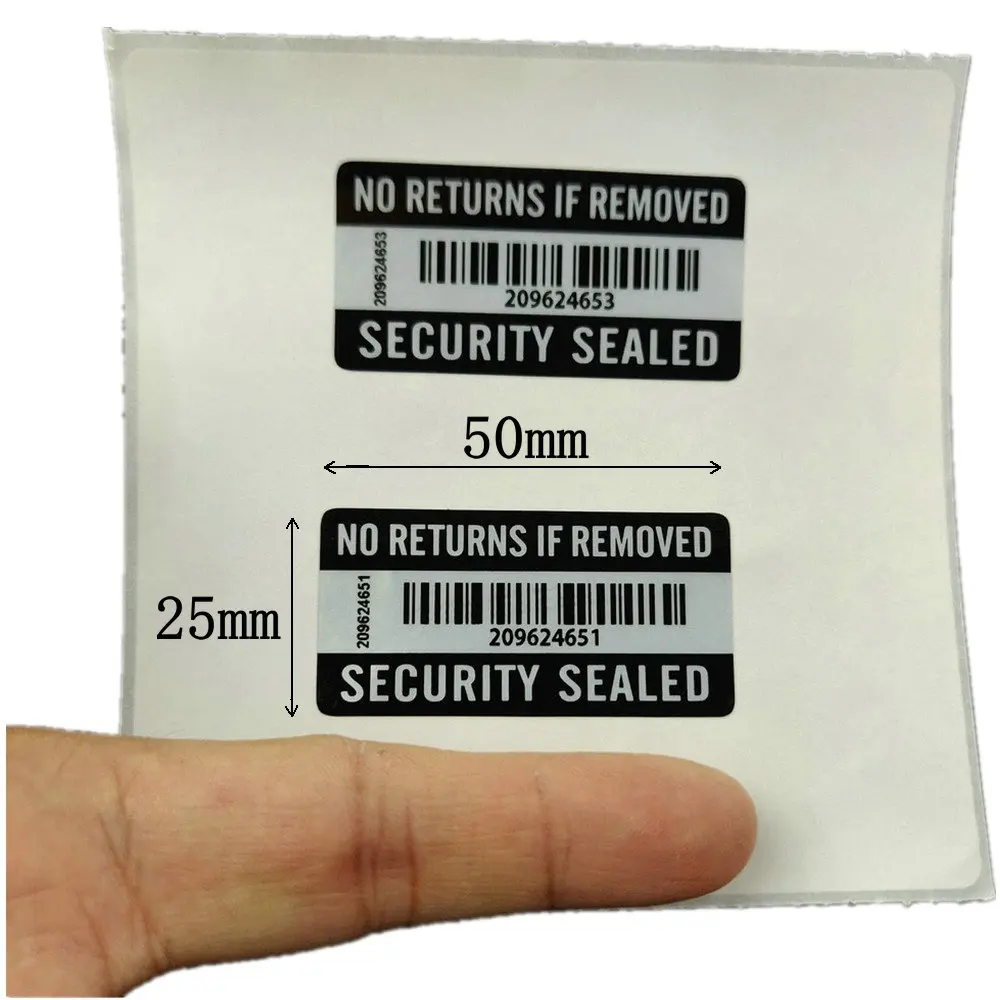 NO RETURNS IF REMOVED
209624653
209624653
SECURITY SEALED
50mm
NO RETURNS IF REMOVED
25mm
209624651
209624651
SECURITY SEALED